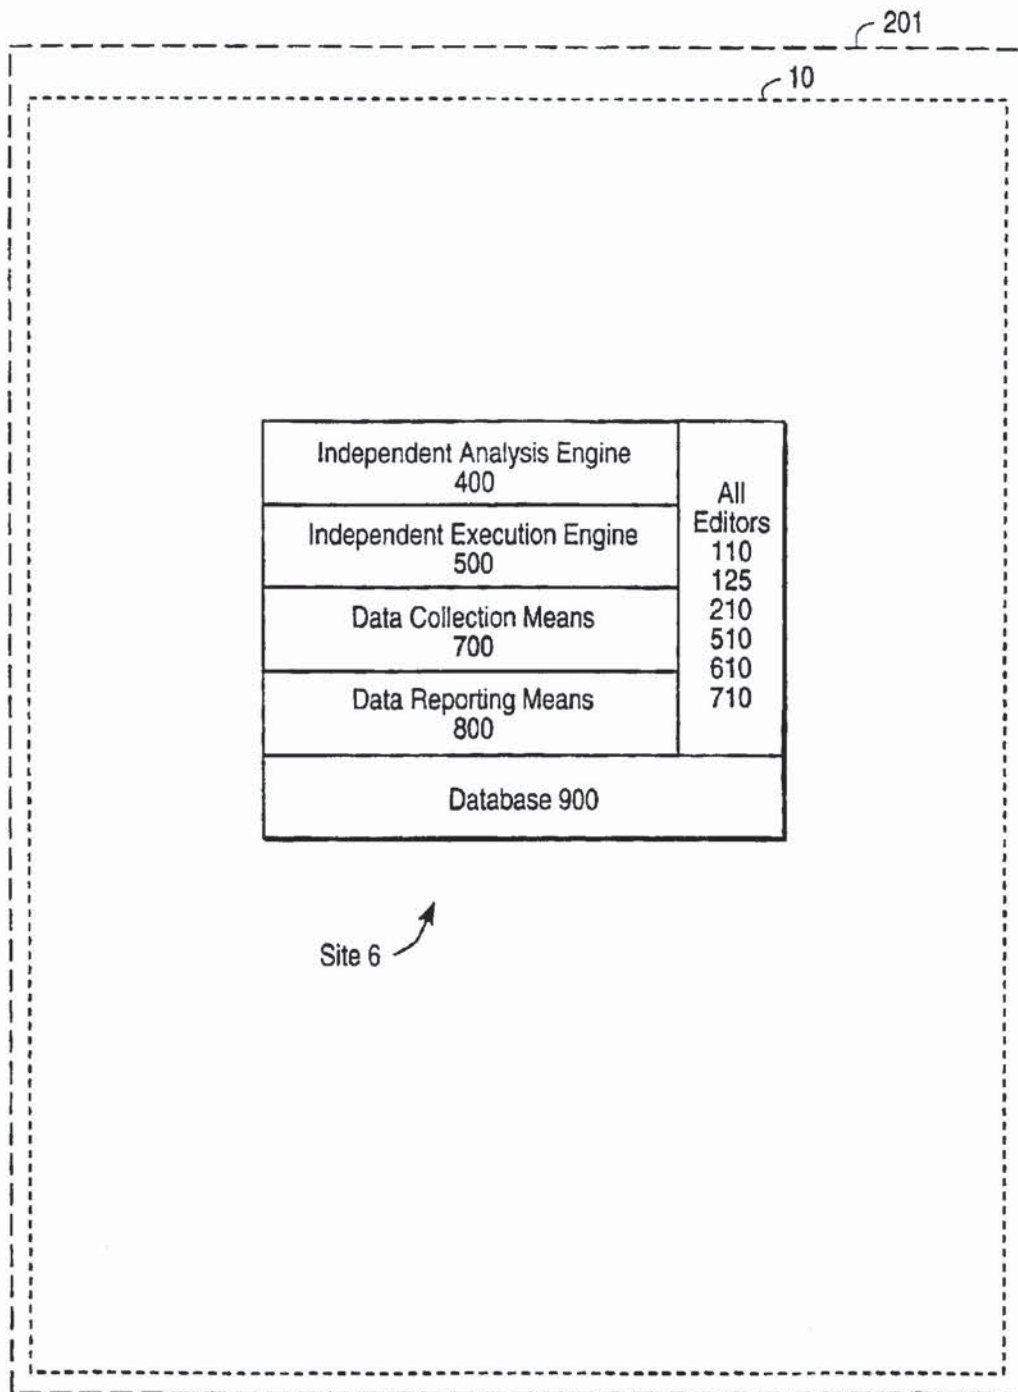 201
10
Independent Analysis Engine
400
Independent Execution Engine
500
Data Collection Means
700
Data Reporting Means
800
All
Editors
110
125
210
510
610
710
Database 900
Site 6